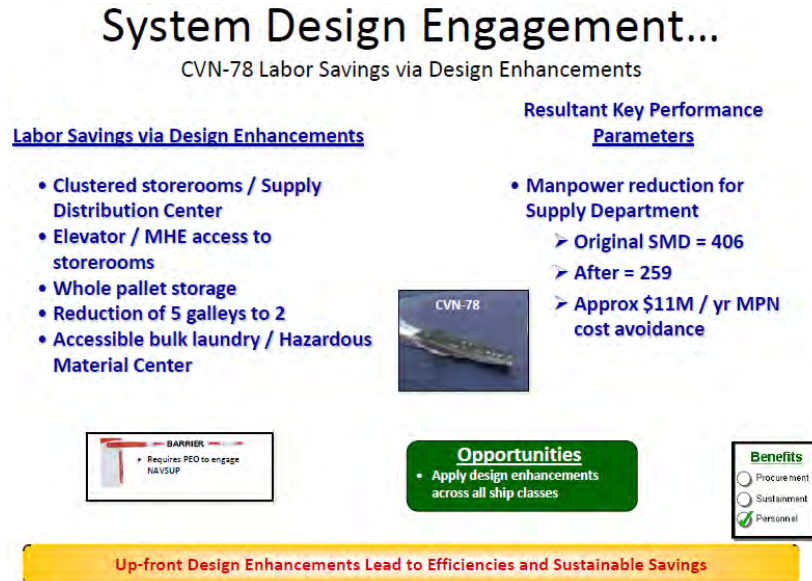 System Design Engagement...
CVN-78 Labor Savings via Design Enhancements
Labor Savings via Design Enhancements
• Clustered storerooms / Supply
Distribution Center
• Elevator / MHE access to
storerooms
• Whole pallet storage
• Reduction of 5 galleys to 2
• Accessible bulk laundry / Hazardous
Material Center
Resultant Key Performance
Parameters
• Manpower reduction for
Supply Department
➢ Original SMD = 406
➢ After = 259
➢ Approx $11M / yr MPN
cost avoidance
CVN-78
BARRIER
• Requires PEO to engage
NAVSUP
Opportunities
• Apply design enhancements
across all ship classes
Benefits
Procurement
Sustainment
Personnel
Up-front Design Enhancements Lead to Efficiencies and Sustainable Savings